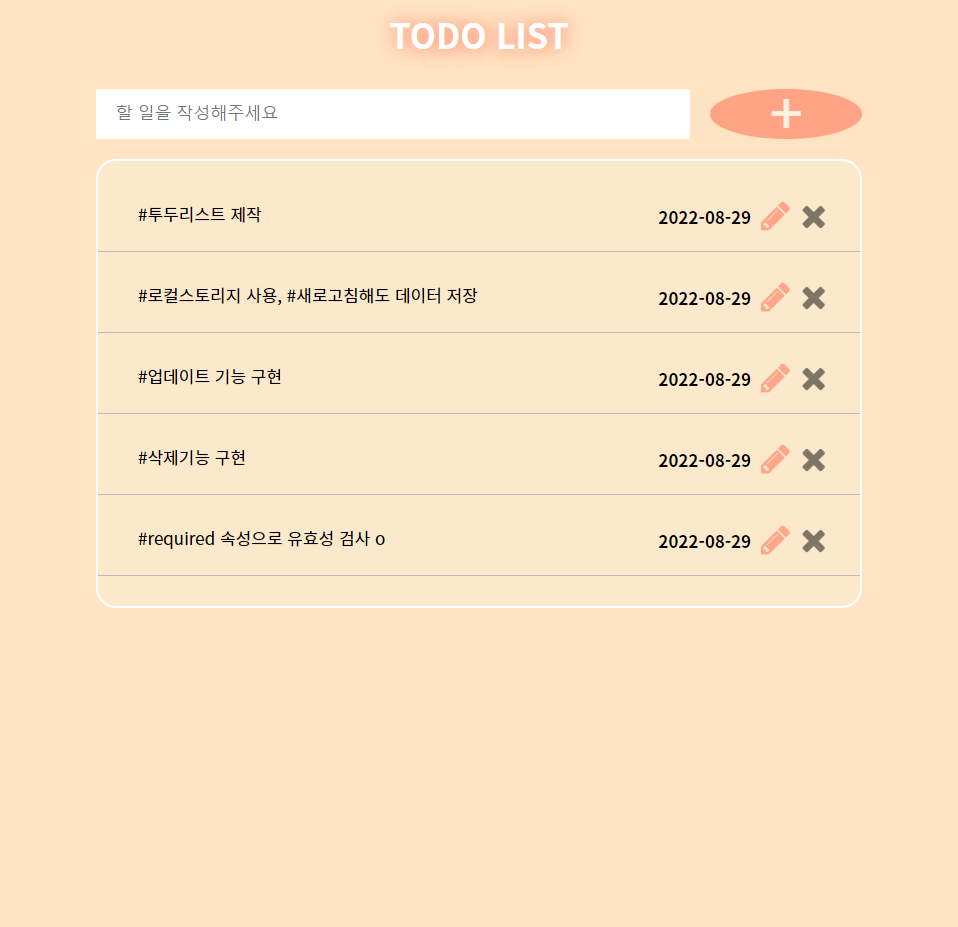 TODO LIST
할 일을 작성해주세요
#투두리스트 제작 2022-08-29
#로컬스토리지 사용, #새로고침해도 데이터 저장 2022-08-29
#업데이트 기능 구현 2022-08-29
#삭제기능 구현 2022-08-29
#required 속성으로 유효성 검사 o 2022-08-29